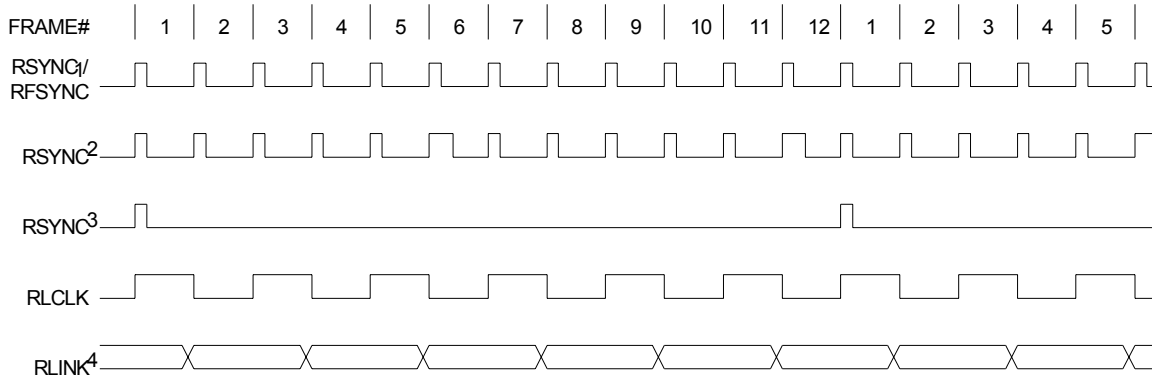 FRAME# 1 2 3 4 5 6 7 8 9 10 11 12 1 2 3 4 5
RSYNC1/
RFSYNC
RSYNC2
RSYNC3
RLCLK
RLINK4